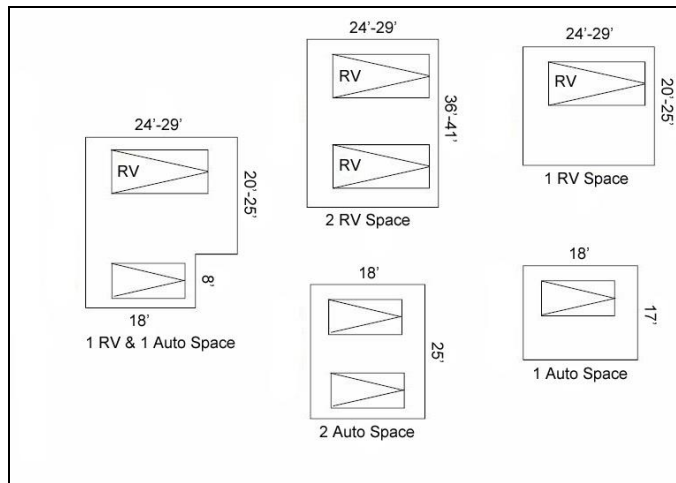 24'-29'
RV
20'-25'
8'
18'
1 RV & 1 Auto Space
24'-29'
RV
36'-41'
RV
2 RV Space
24'-29'
RV
20'-25'
1 RV Space
18'
25'
2 Auto Space
18'
17'
1 Auto Space